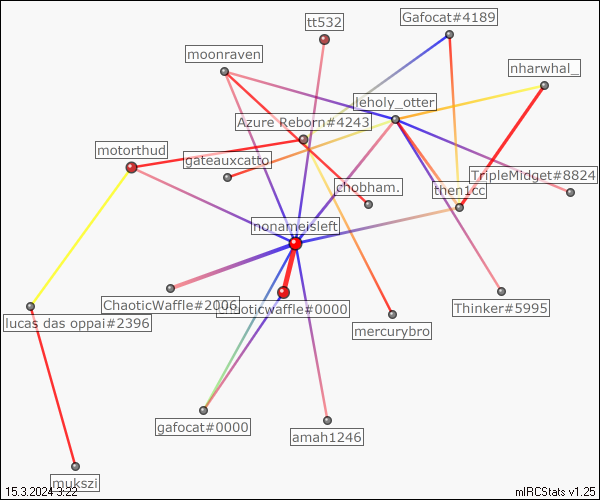 Gafocat#4189
tt532
moonraven
nharwhal_
leholy_otter
Azure Reborn#4243
motorthud
gateauxcatto
TripleMidget#8824
chobham.
then1cc
nonameisleft
ChaoticWaffle#2006
chaoticwaffle#0000
Thinker#5995
lucas das oppai#2396
mercurybro
gafocat#0000
amah1246
mukszi
15.3.2024 3:22
mIRCStats v1.25